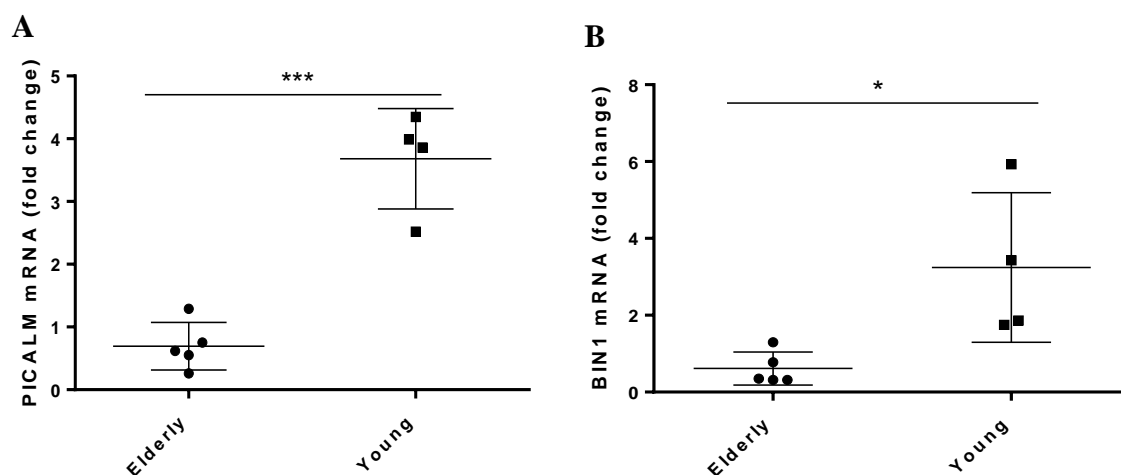 A
PICALM mRNA (fold change)
5
4
3
2
1
0
***
Elderly
Young
B
BIN1 mRNA (fold change)
8
6
4
2
0
*
Elderly
Young